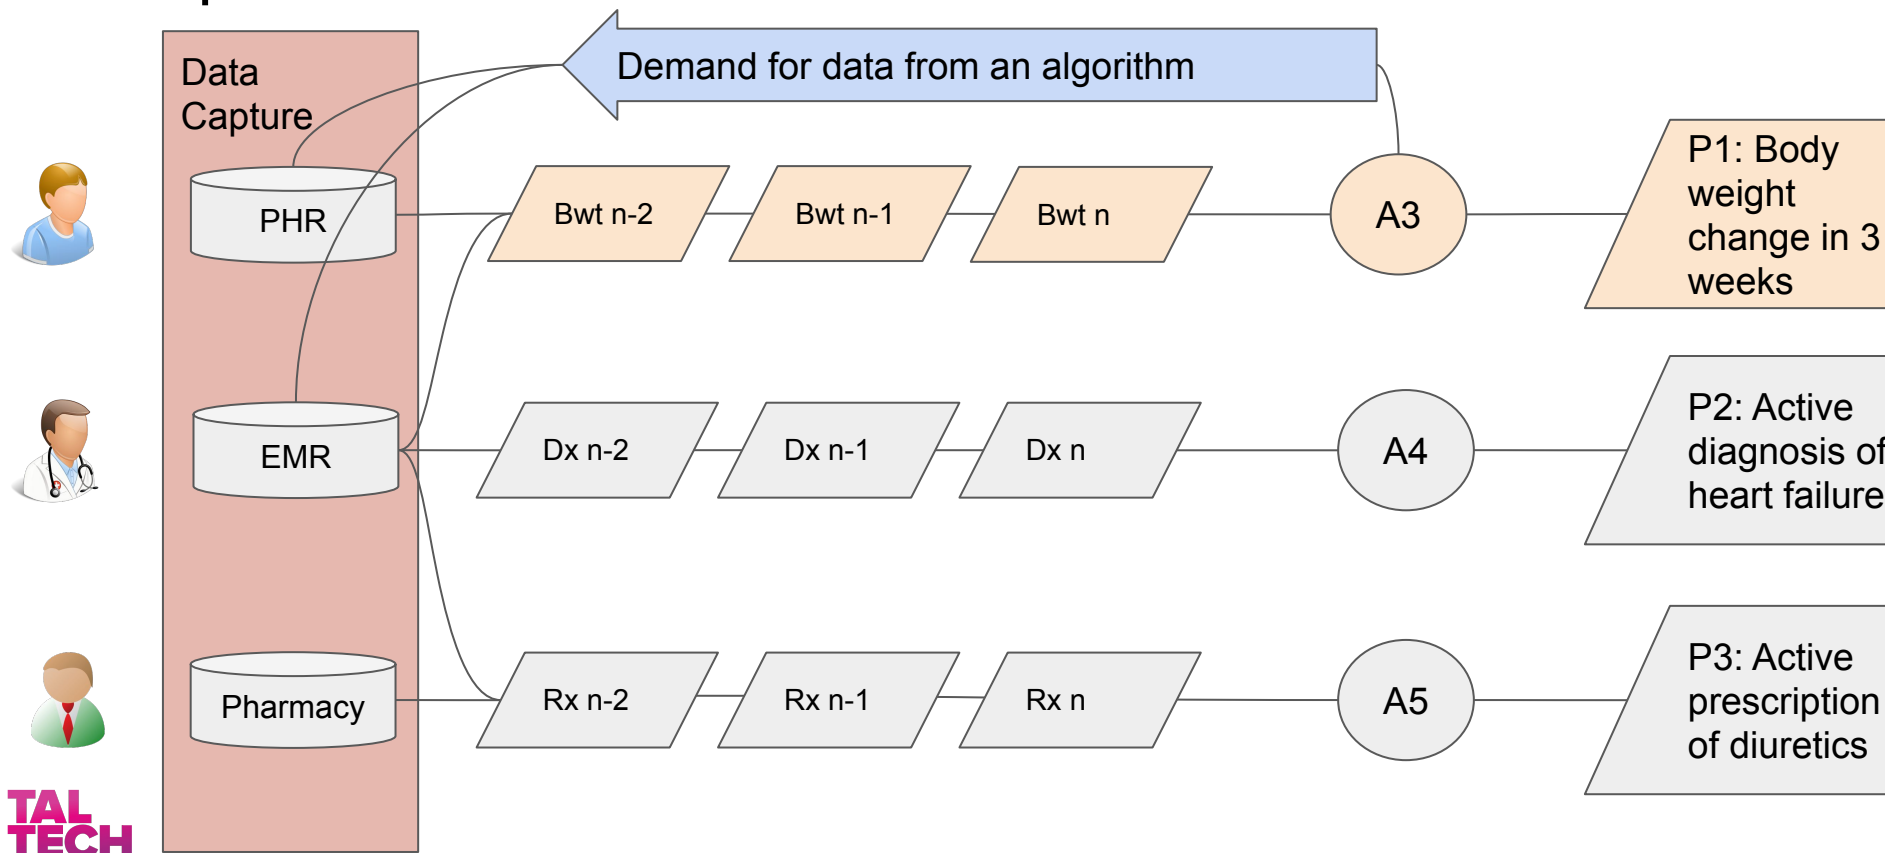 Demand for data from an algorithm
Data
Capture
PHR
Bwt n-2
Bwt n-1
Bwt n
A3
P1: Body
weight
change in 3
weeks
EMR
Dx n-2
Dx n-1
Dx n
A4
P2: Active
diagnosis of
heart failure
Pharmacy
Rx n-2
Rx n-1
Rx n
A5
P3: Active
prescription
of diuretics
TAL
TECH